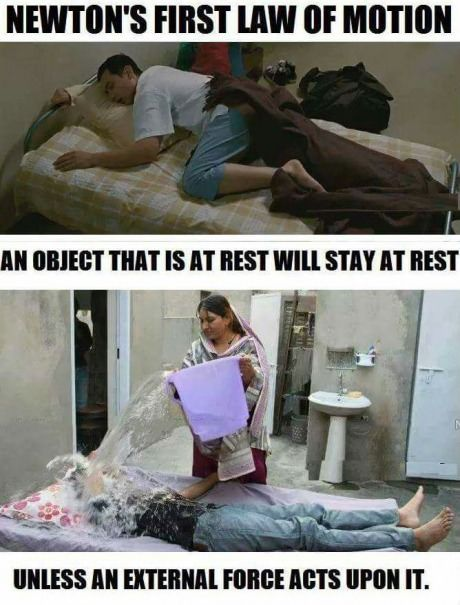 NEWTON'S FIRST LAW OF MOTION
AN OBJECT THAT IS AT REST WILL STAY AT REST
UNLESS AN EXTERNAL FORCE ACTS UPON IT.